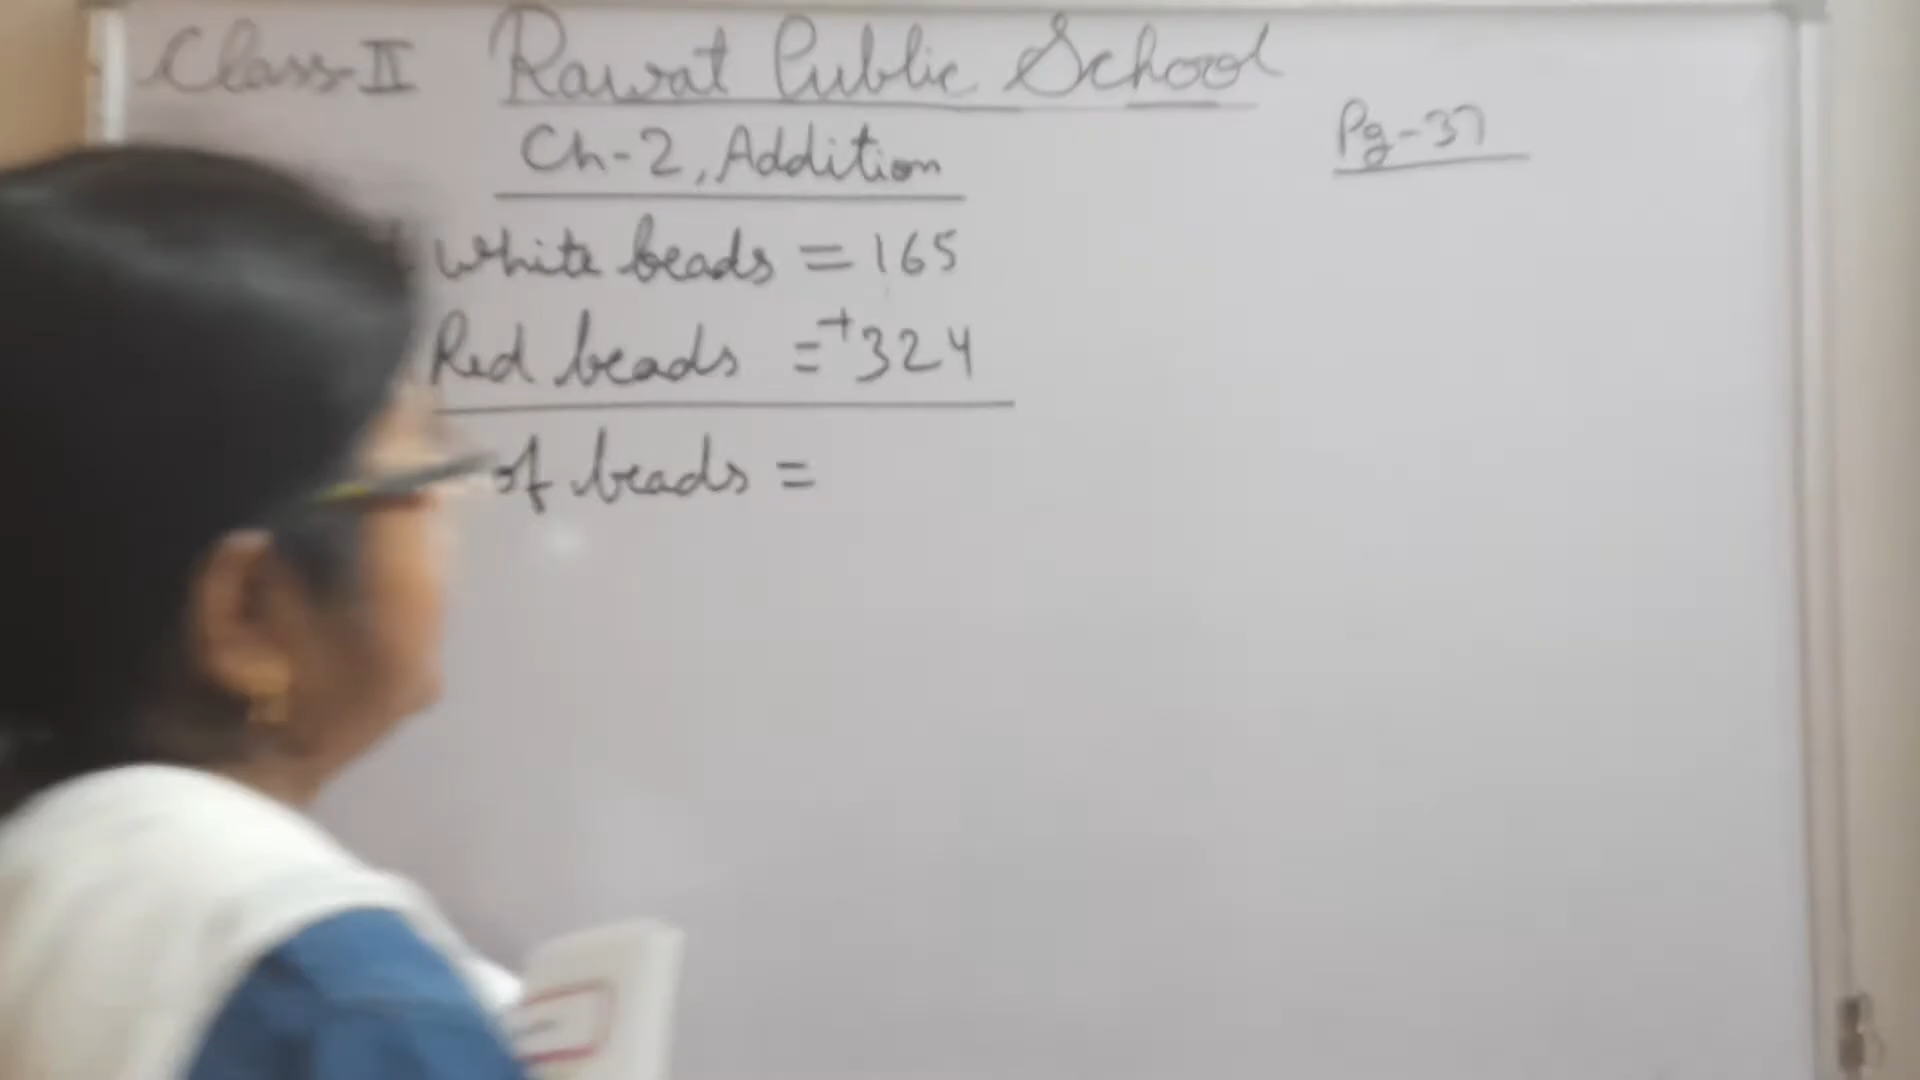 Class-II Rawat Public School
Pg-37
Ch-2, Addition
white beads = 165
Red beads = +324
of beads =